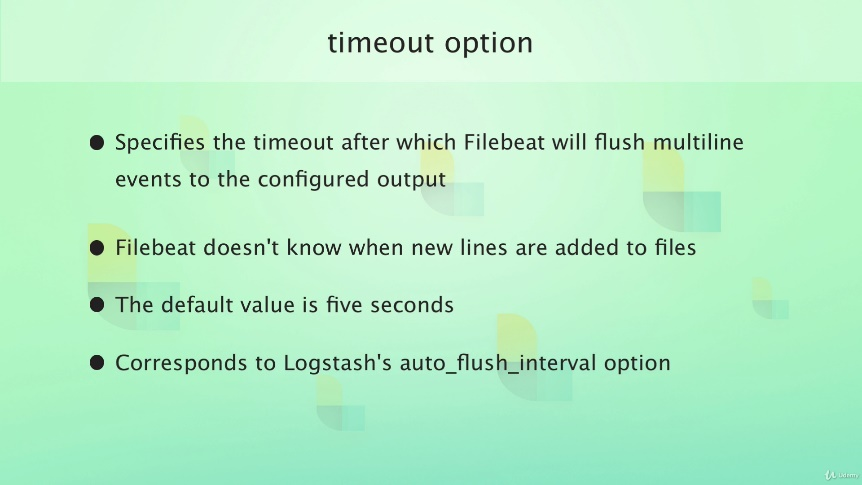 timeout option
● Specifies the timeout after which Filebeat will flush multiline
events to the configured output
● Filebeat doesn't know when new lines are added to files
● The default value is five seconds
● Corresponds to Logstash's auto_flush_interval option
Udemy